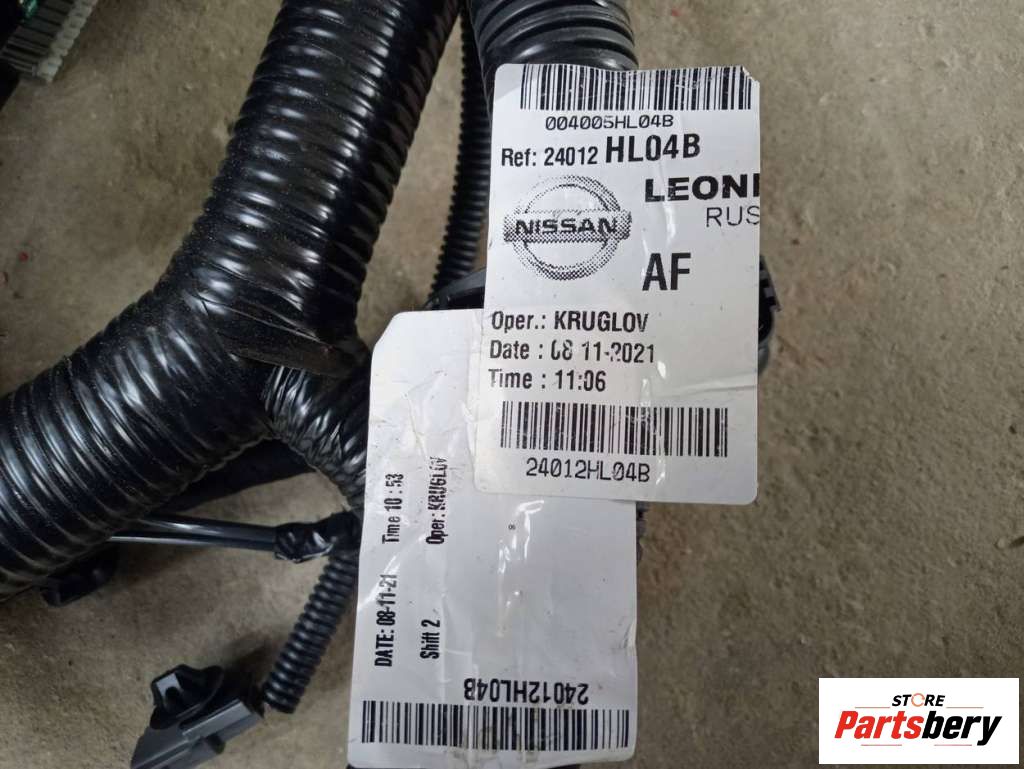 004005HL04B
Ref: 24012 HL04B
LEONI
RUS
NISSAN
AF
Oper.: KRUGLOV
Date : 08 11-2021
Time : 11:06
24012HL04B
DATE: 08-11-21 Time 10 : 53
Shift 2 Oper: KRUGLOV
24012HL04B
STORE
Partsbery